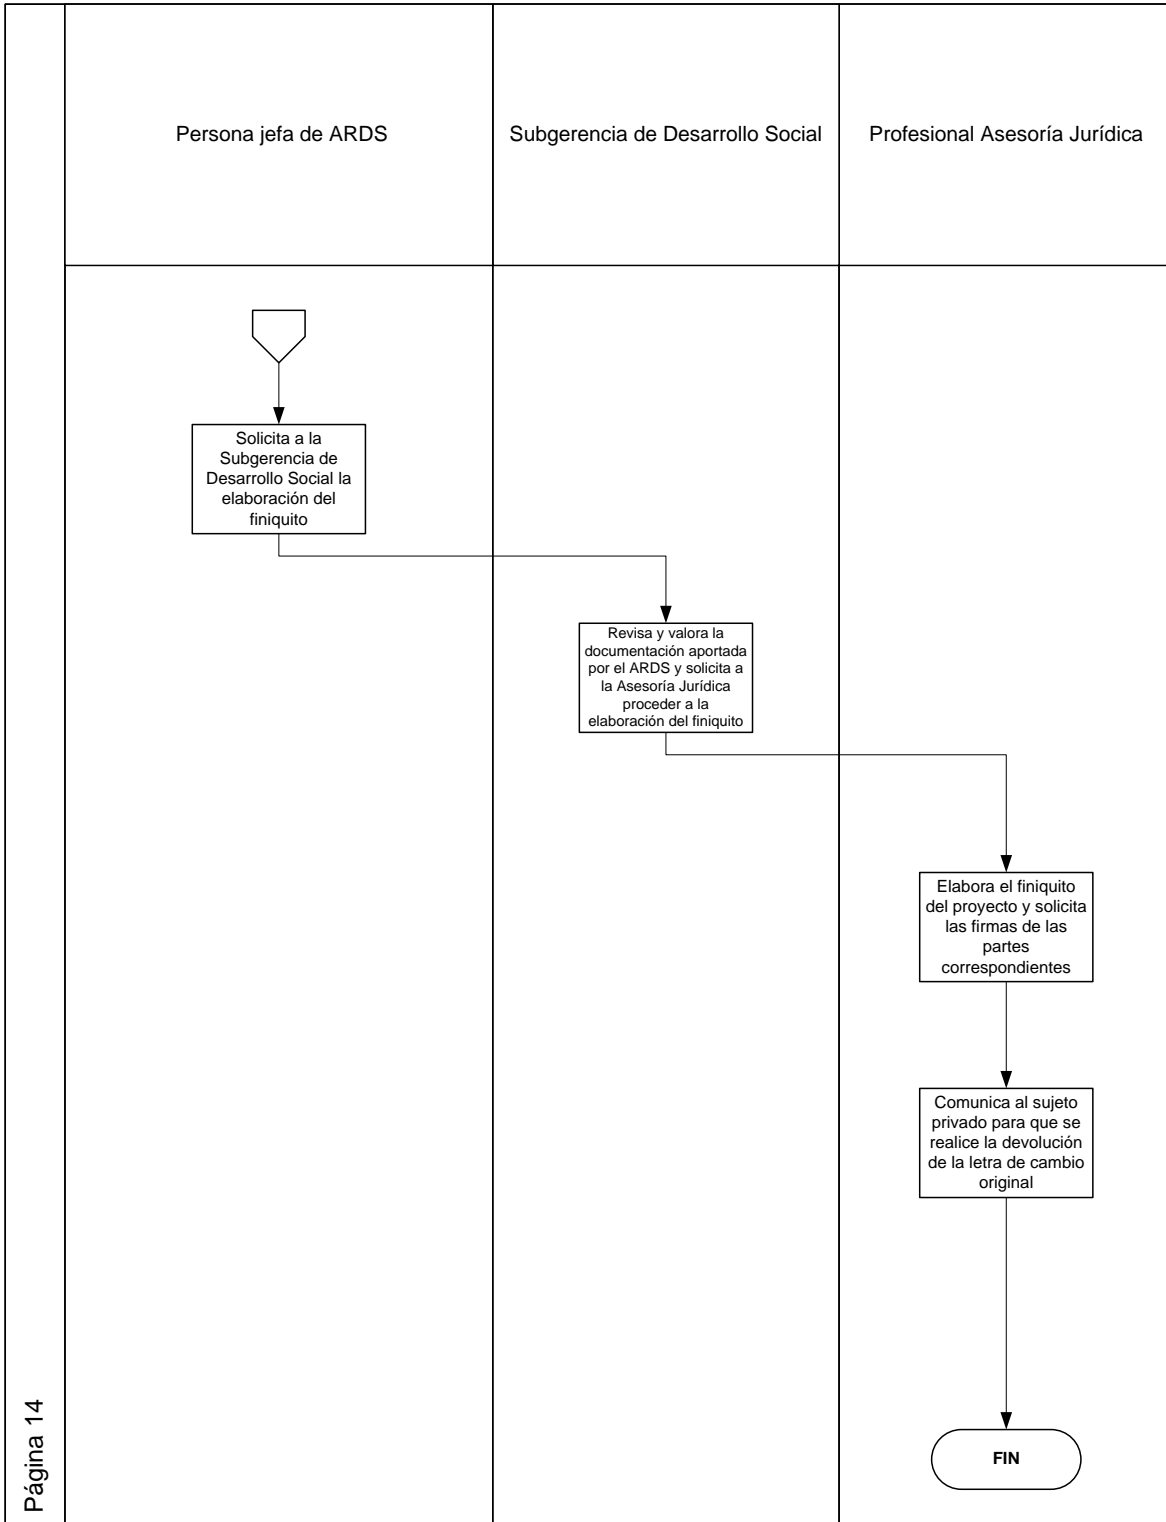 Persona jefa de ARDS
Subgerencia de Desarrollo Social
Profesional Asesoría Jurídica
Solicita a la
Subgerencia de
Desarrollo Social la
elaboración del
finiquito
Revisa y valora la
documentación aportada
por el ARDS y solicita a
la Asesoría Jurídica
proceder a la
elaboración del finiquito
Elabora el finiquito
del proyecto y solicita
las firmas de las
partes
correspondientes
Comunica al sujeto
privado para que se
realice la devolución
de la letra de cambio
original
FIN
Página 14